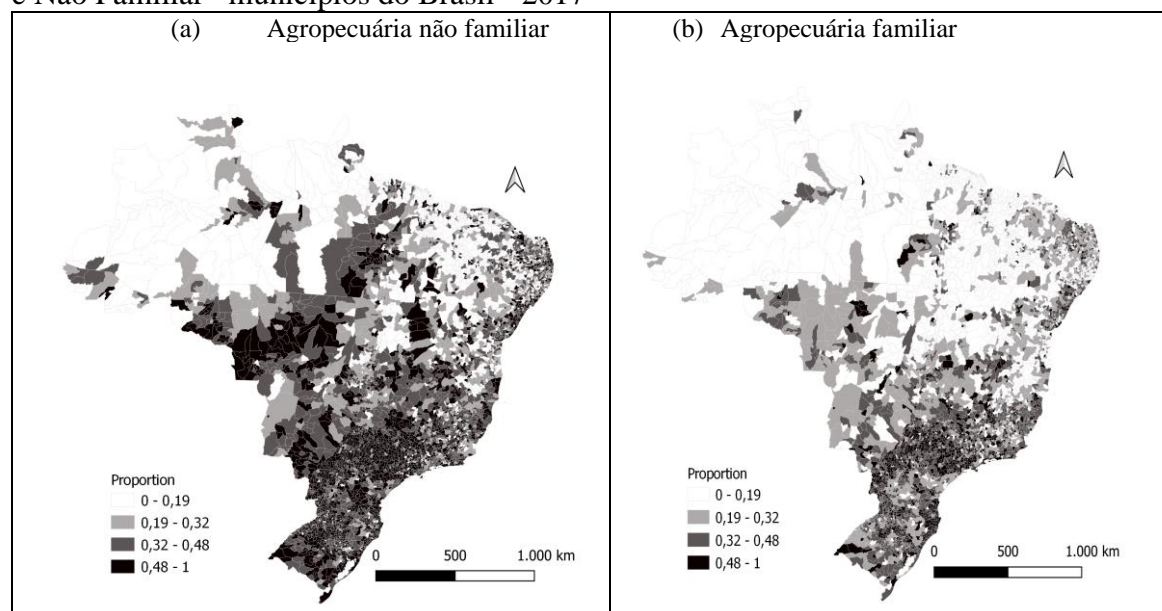 e Não Familiar - municípios do Brasil - 2017
(a) Agropecuária não familiar
(b) Agropecuária familiar
Proportion
0 - 0,19
0,19 - 0,32
0,32 - 0,48
0,48 - 1
0 500 1.000 km
Proportion
0 - 0,19
0,19 - 0,32
0,32 - 0,48
0,48 - 1
0 500 1.000 km